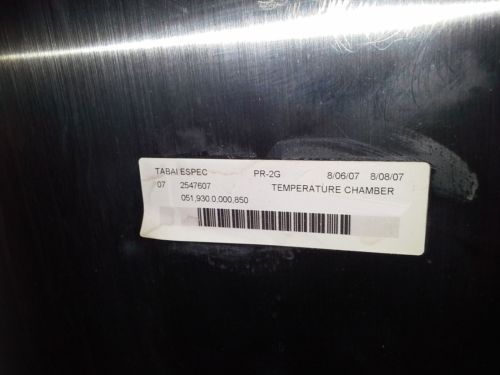 TABAI ESPEC PR-2G 8/06/07 8/08/07
07 2547607 TEMPERATURE CHAMBER
051,930.0.000,850